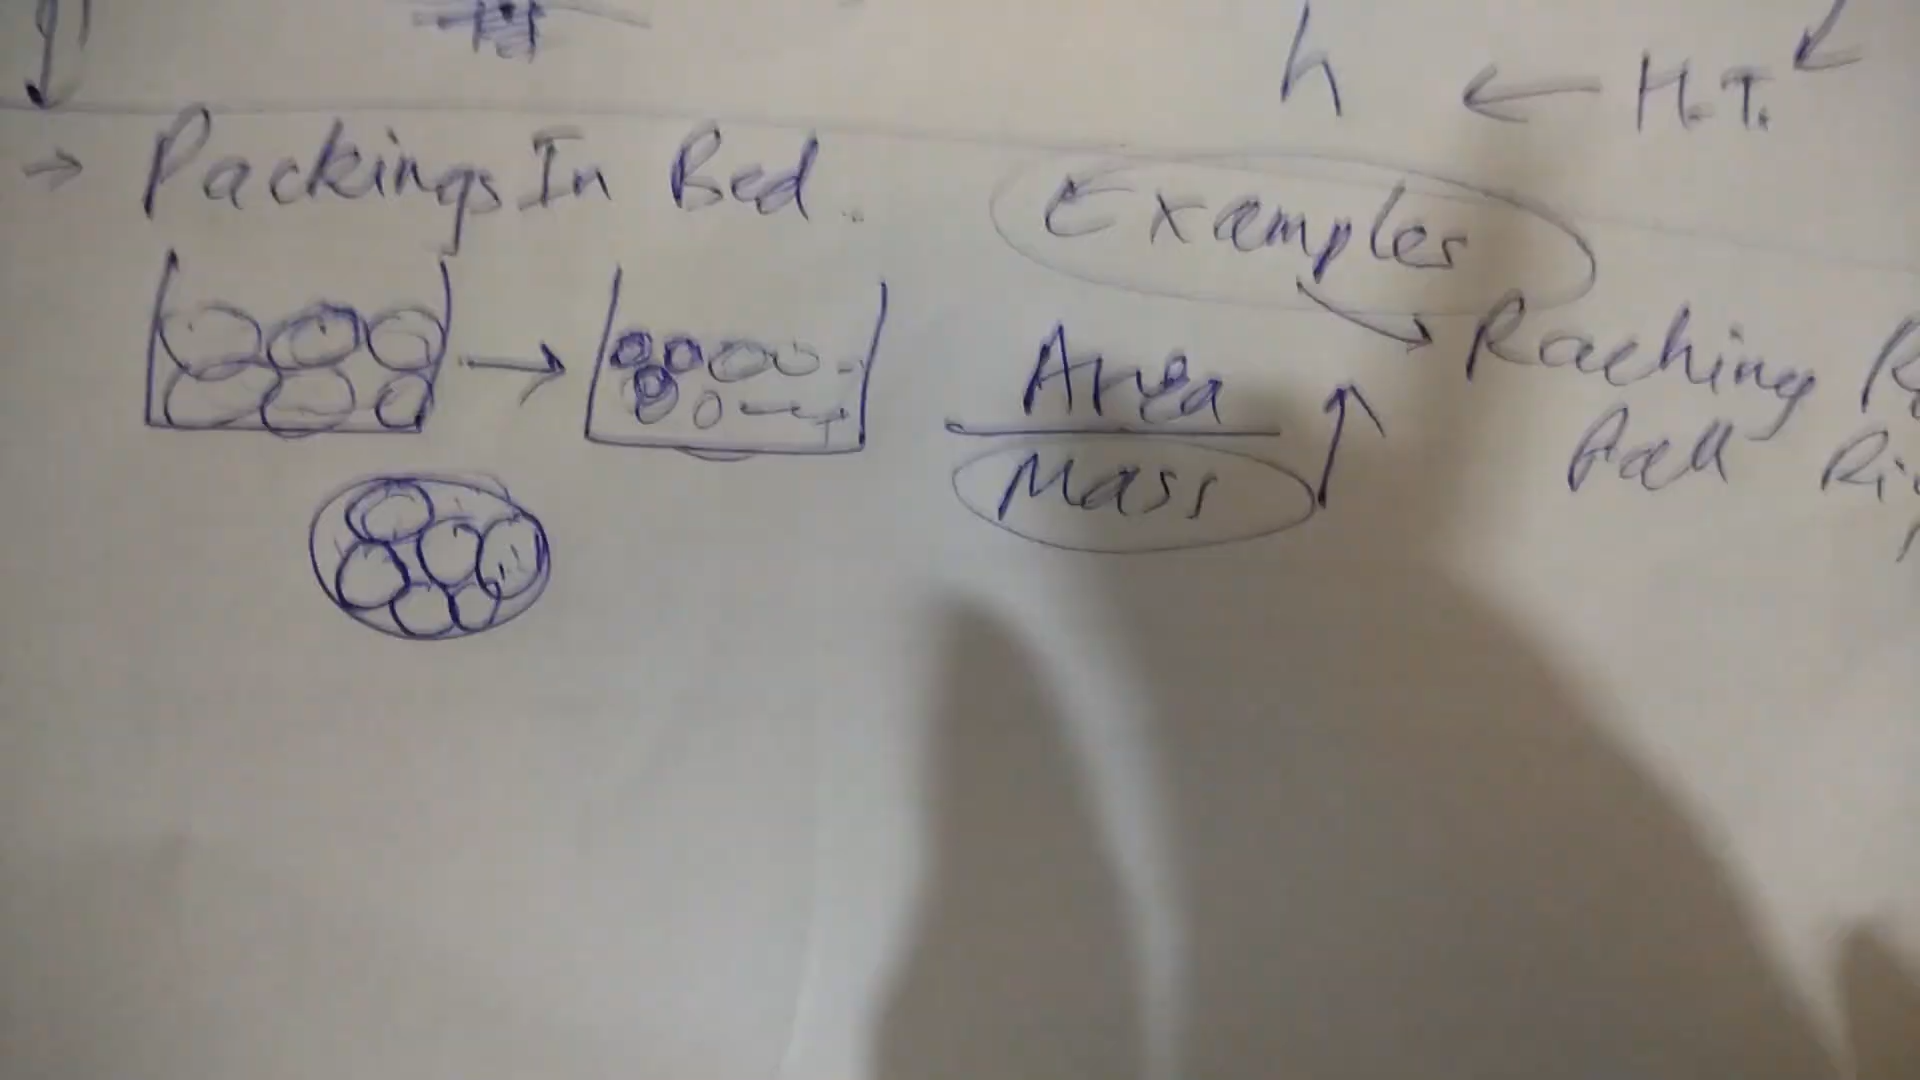 h ← H.T.
→ Packings In Bed.
Examples
Area
Mass
Raching
Pall